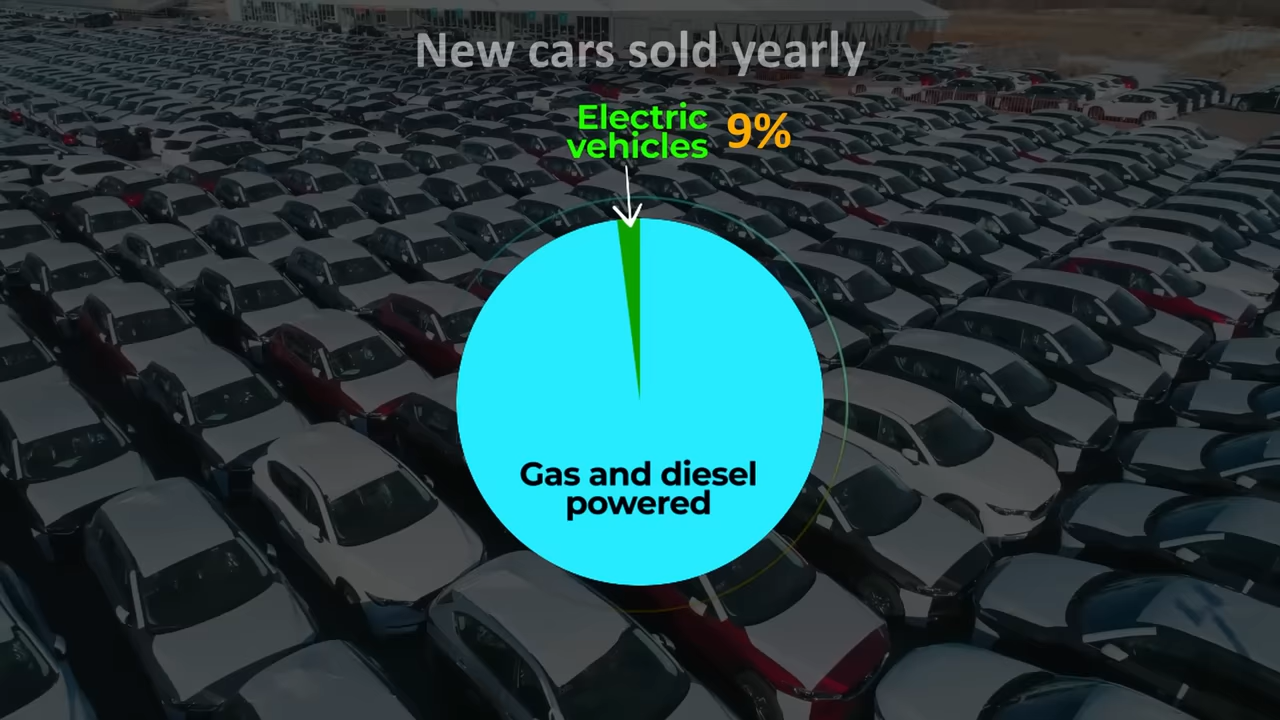 New cars sold yearly
Electric
vehicles
9%
Gas and diesel
powered